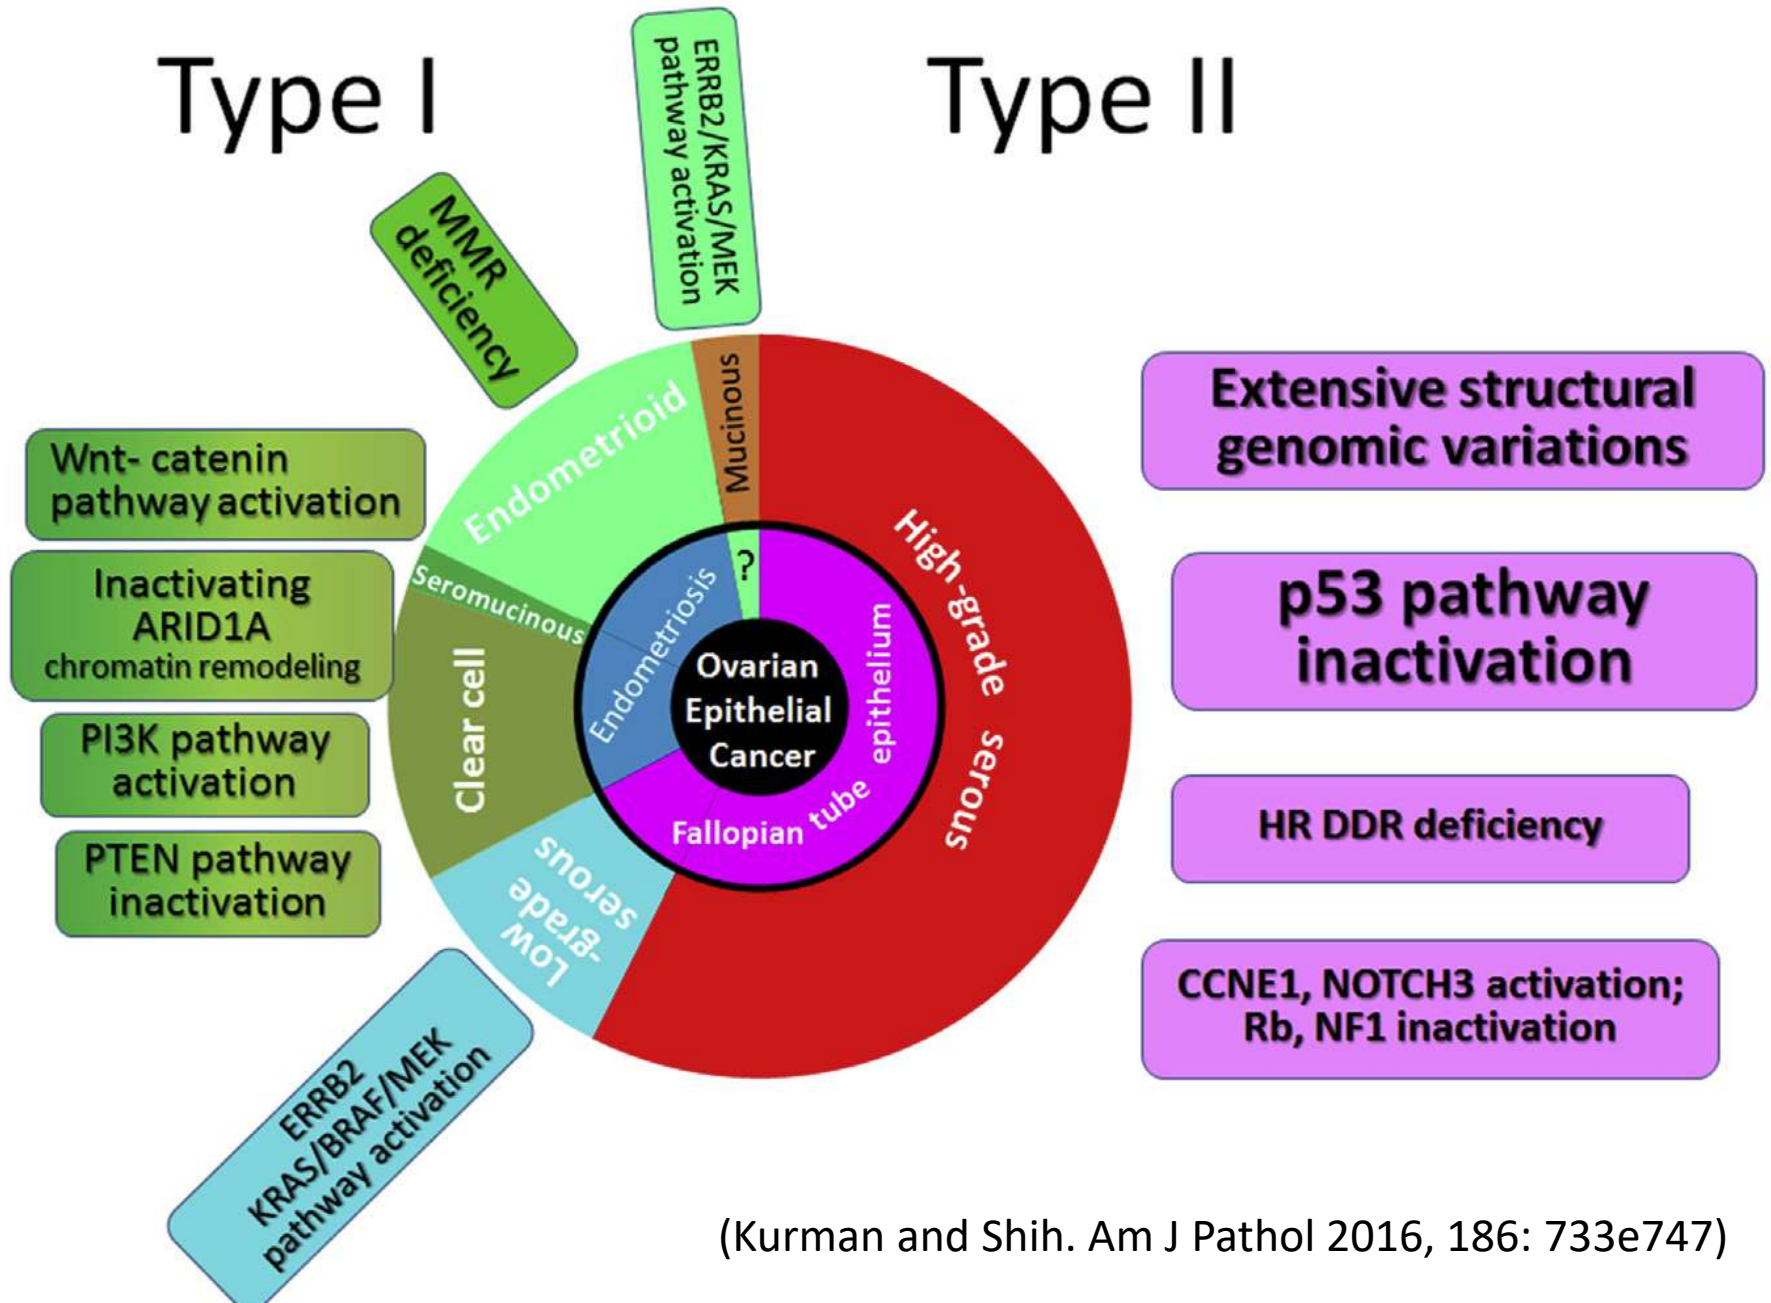 Type I
Type II
ERRB2/KRAS/MEK
pathway activation
MMR
deficiency
Wnt- catenin
pathway activation
Inactivating
ARID1A
chromatin remodeling
PI3K pathway
activation
PTEN pathway
inactivation
ERRB2
KRAS/BRAF/MEK
pathway activation
Mucinous
Endometrioid
Seromucinous
Clear cell
Low
-grade
serous
High-grade serous
?
Endometriosis
Fallopian tube epithelium
Ovarian
Epithelial
Cancer
Extensive structural
genomic variations
p53 pathway
inactivation
HR DDR deficiency
CCNE1, NOTCH3 activation;
Rb, NF1 inactivation
(Kurman and Shih. Am J Pathol 2016, 186: 733e747)